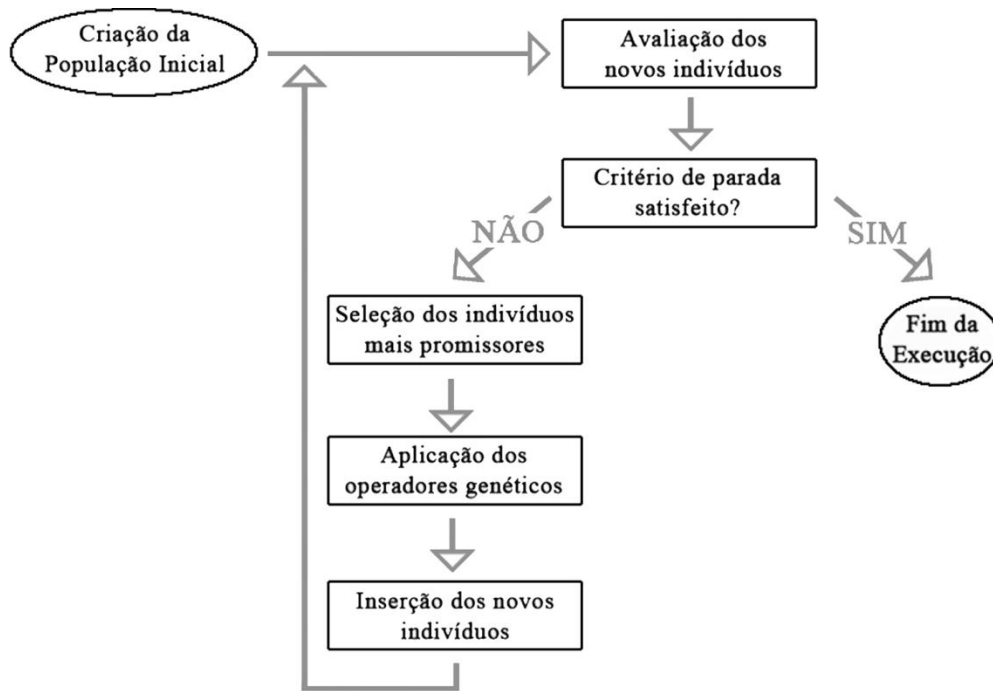 Criação da
População Inicial
Avaliação dos
novos indivíduos
Critério de parada
satisfeito?
NÃO
SIM
Seleção dos indivíduos
mais promissores
Fim da
Execução
Aplicação dos
operadores genéticos
Inserção dos novos
indivíduos